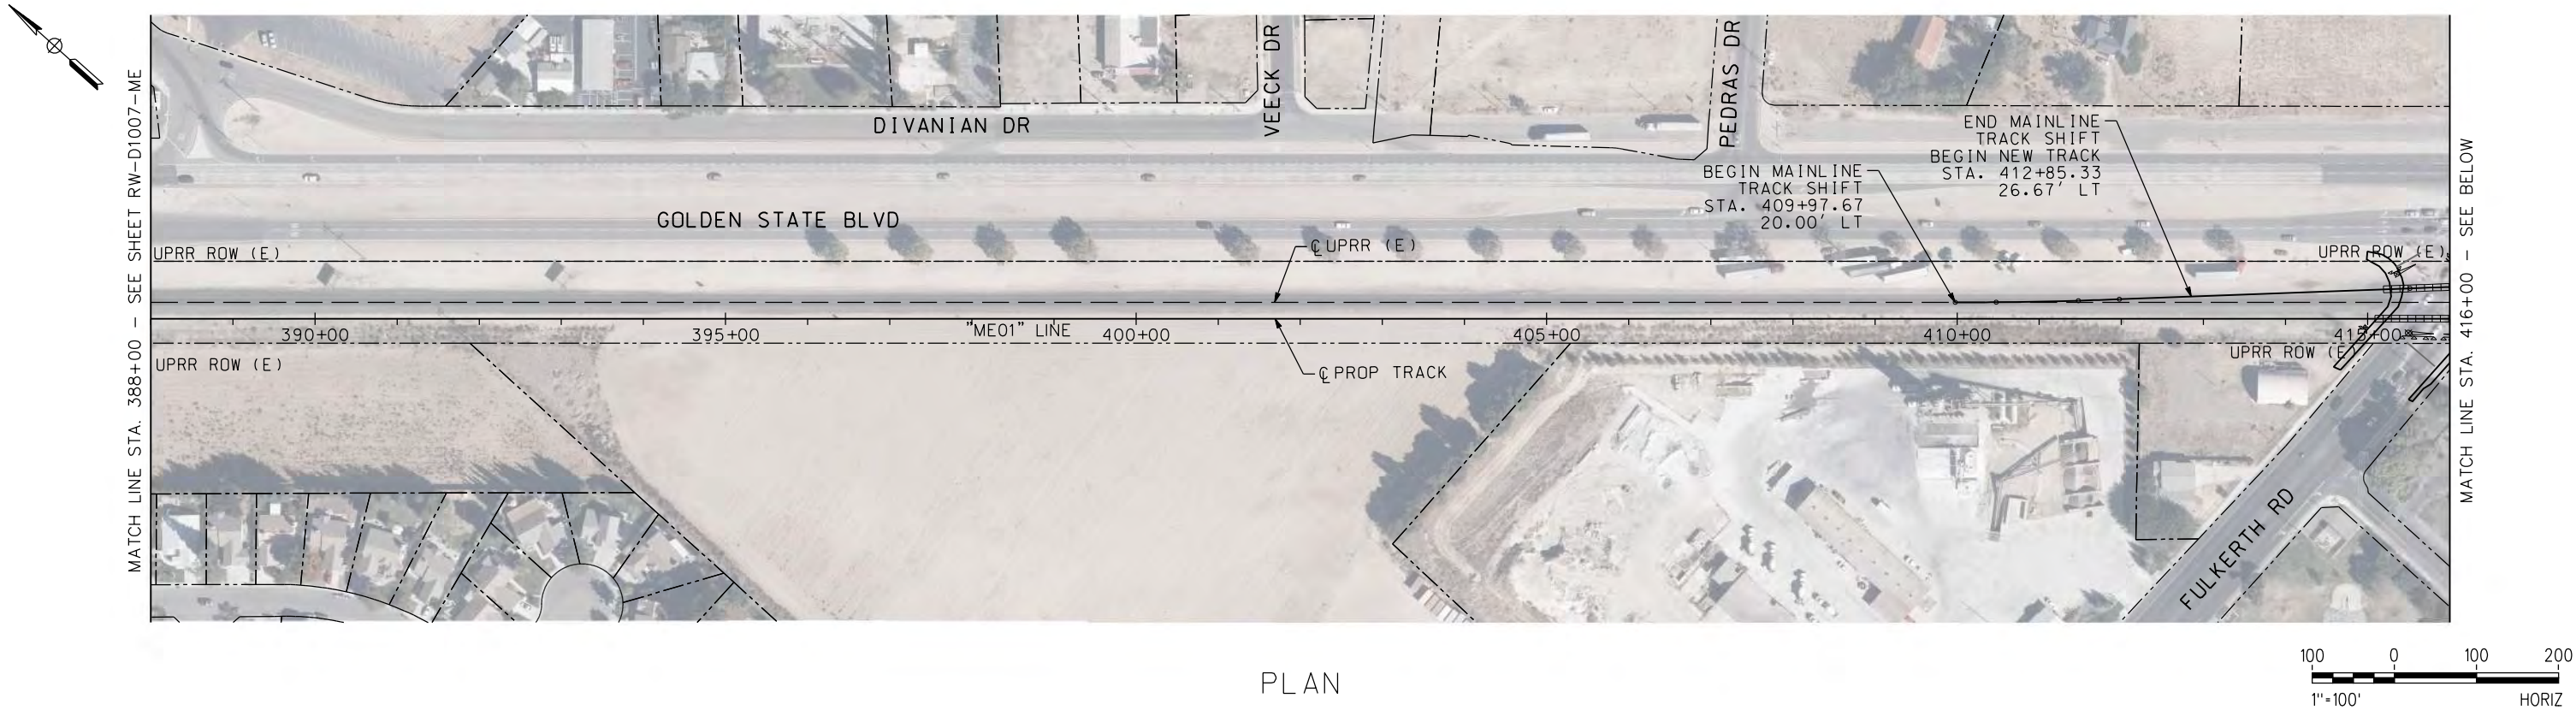 MATCH LINE STA. 388+00 - SEE SHEET RW-D1007-ME
DIVANIAN DR
VEECK DR
PEDRAS DR
END MAINLINE
TRACK SHIFT
BEGIN NEW TRACK
STA. 412+85.33
26.67' LT
BEGIN MAINLINE
TRACK SHIFT
STA. 409+97.67
20.00' LT
GOLDEN STATE BLVD
UPRR ROW (E)
℄ UPRR (E)
UPRR ROW (E)
390+00
395+00
"ME01" LINE
400+00
405+00
410+00
415+00
UPRR ROW (E)
℄ PROP TRACK
UPRR ROW (E)
FULKERTH RD
MATCH LINE STA. 416+00 - SEE BELOW
PLAN
100 0 100 200
1"=100' HORIZ